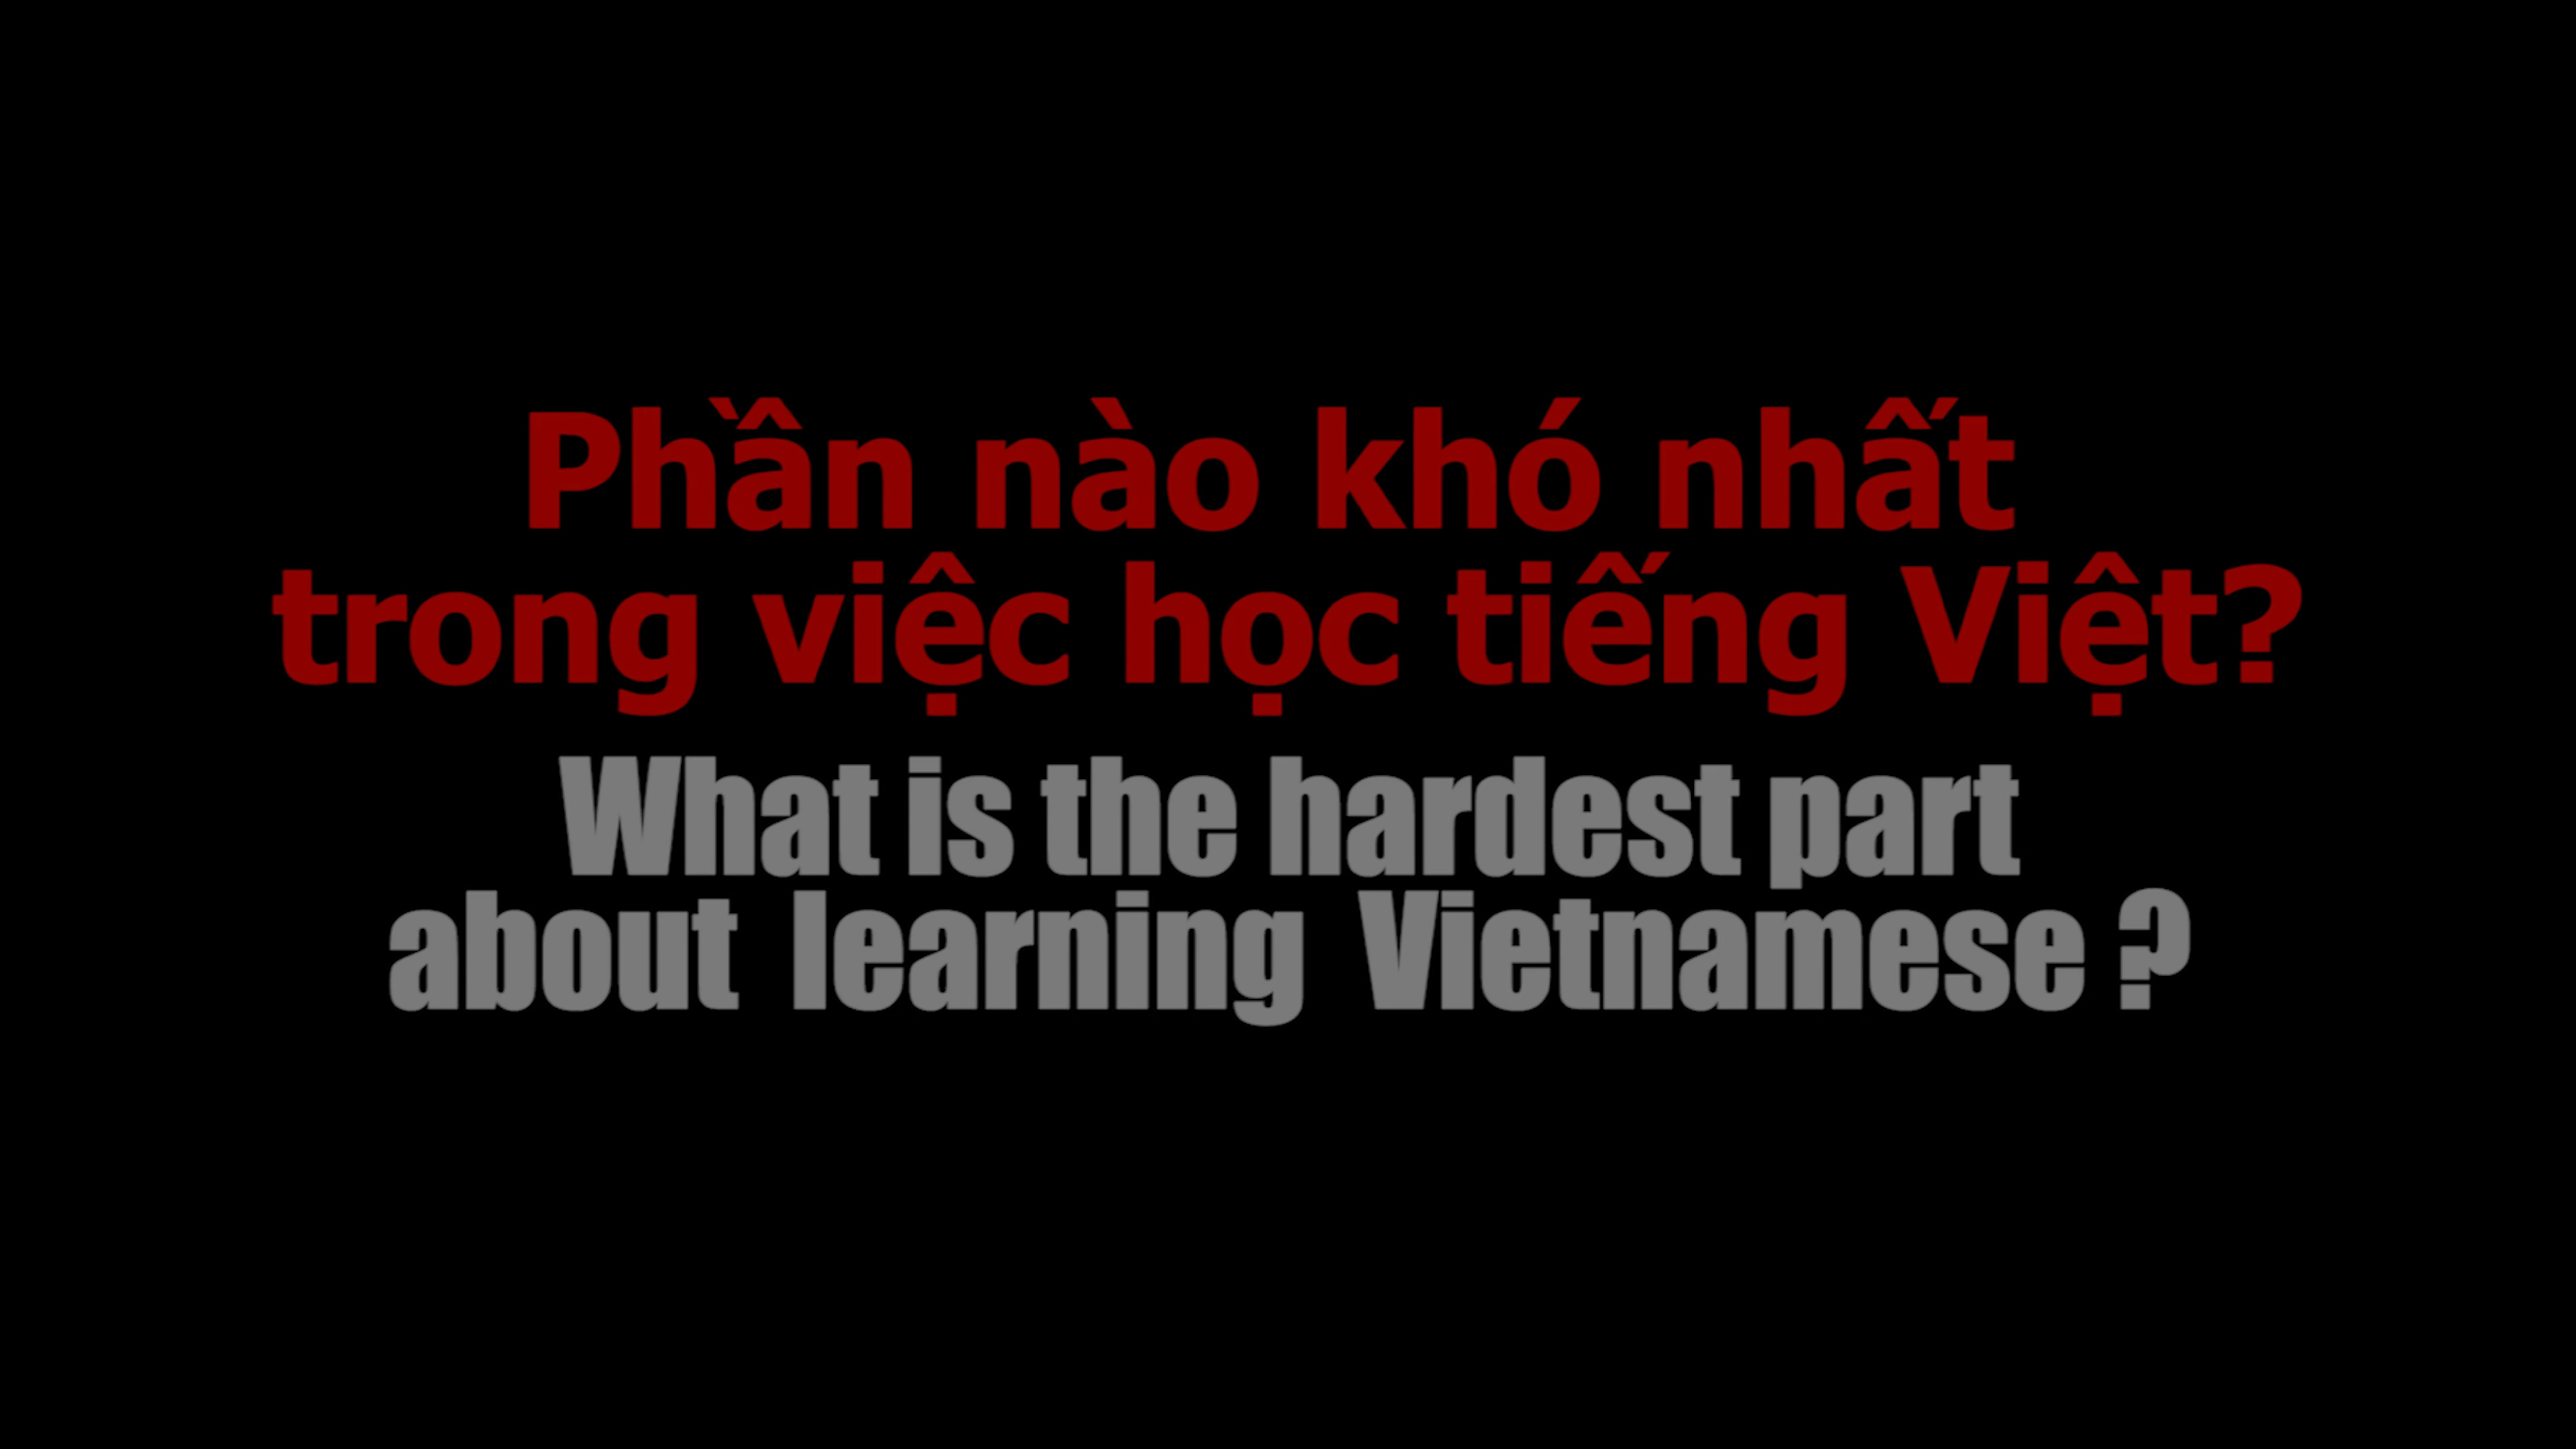 Phần nào khó nhất
trong việc học tiếng Việt?
What is the hardest part
about learning Vietnamese ?